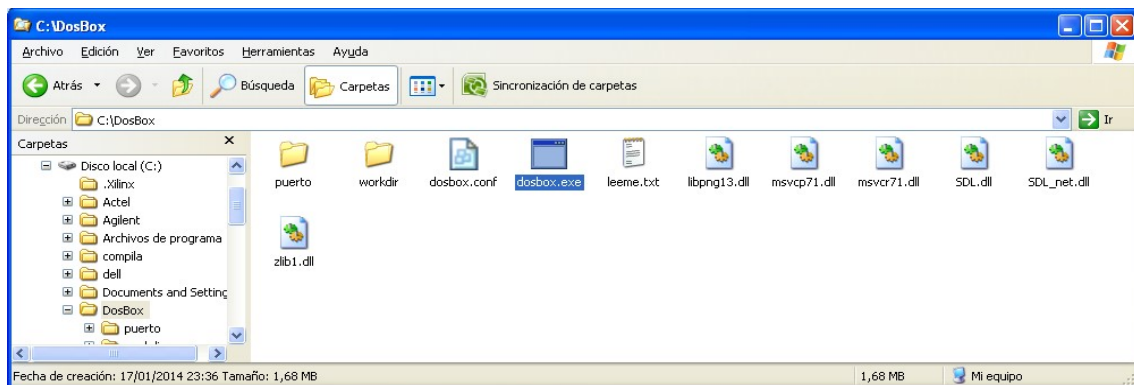 C:\DosBox
Archivo Edición Ver Favoritos Herramientas Ayuda
Atrás Búsqueda Carpetas Sincronización de carpetas
Dirección C:\DosBox Ir
Carpetas
Disco local (C:)
.Xilinx
Actel
Agilent
Archivos de programa
compila
dell
Documents and Setting
DosBox
puerto
puerto workdir dosbox.conf dosbox.exe leeme.txt libpng13.dll msvcp71.dll msvcr71.dll SDL.dll SDL_net.dll
zlib1.dll
Fecha de creación: 17/01/2014 23:36 Tamaño: 1,68 MB 1,68 MB Mi equipo